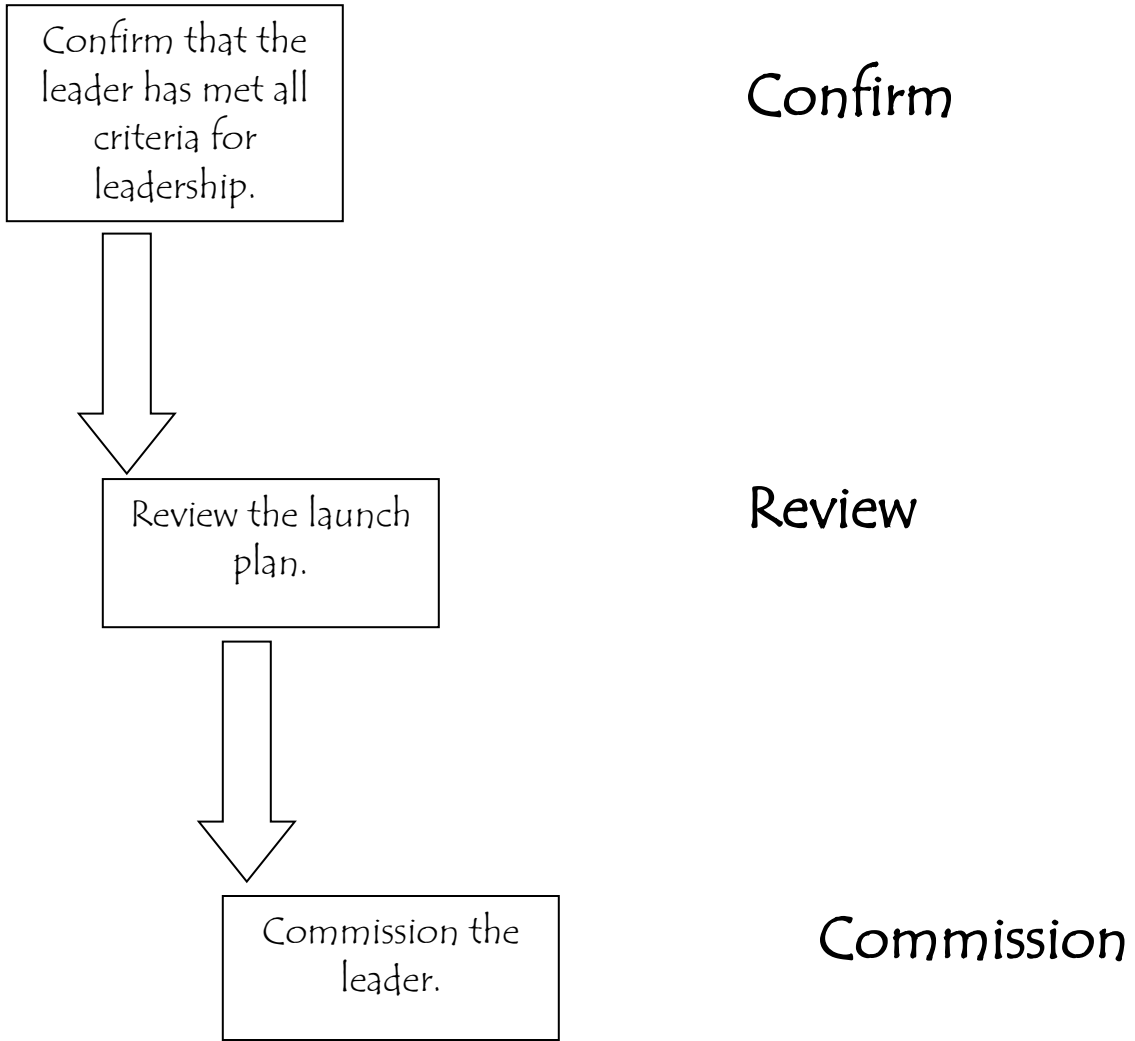 Confirm that the
leader has met all
criteria for
leadership.
Confirm
Review the launch
plan.
Review
Commission the
leader.
Commission